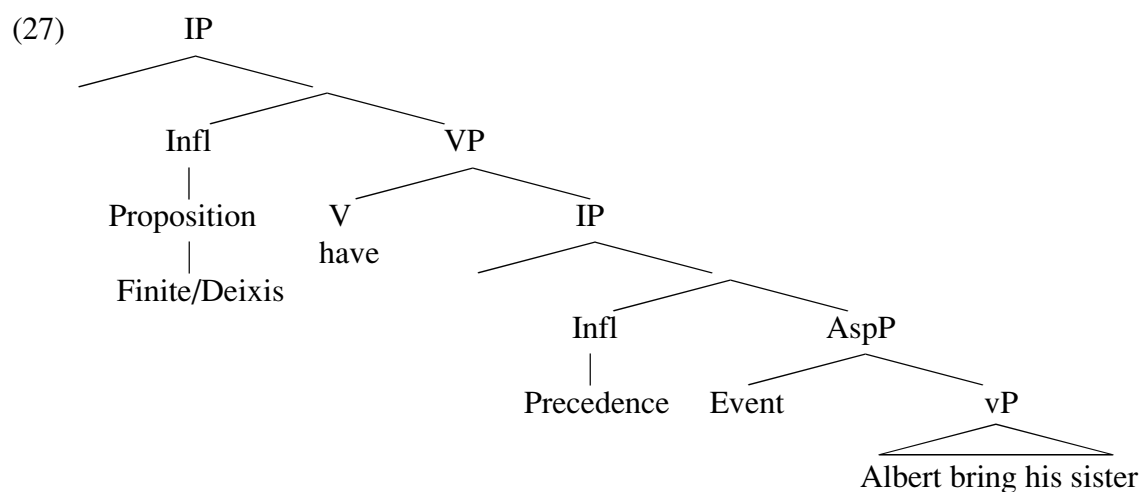 (27) IP
Infl VP
Proposition V IP
have
Finite/Deixis
Infl AspP
Precedence Event vP
Albert bring his sister